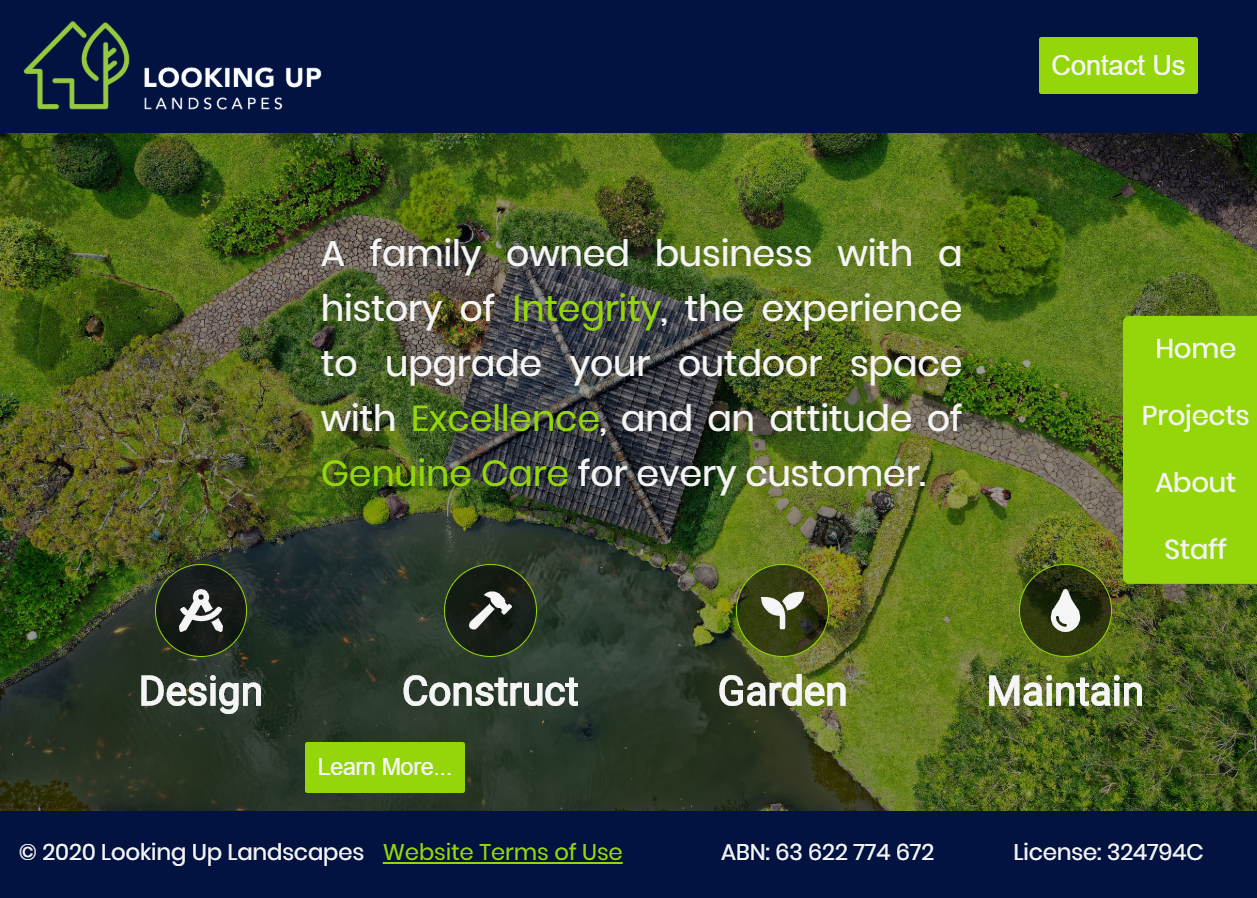 LOOKING UP
LANDSCAPES
Contact Us
A family owned business with a
history of Integrity, the experience
to upgrade your outdoor space
with Excellence, and an attitude of
Genuine Care for every customer.
Home
Projects
About
Staff
Design
Construct
Garden
Maintain
Learn More...
© 2020 Looking Up Landscapes
Website Terms of Use
ABN: 63 622 774 672
License: 324794C